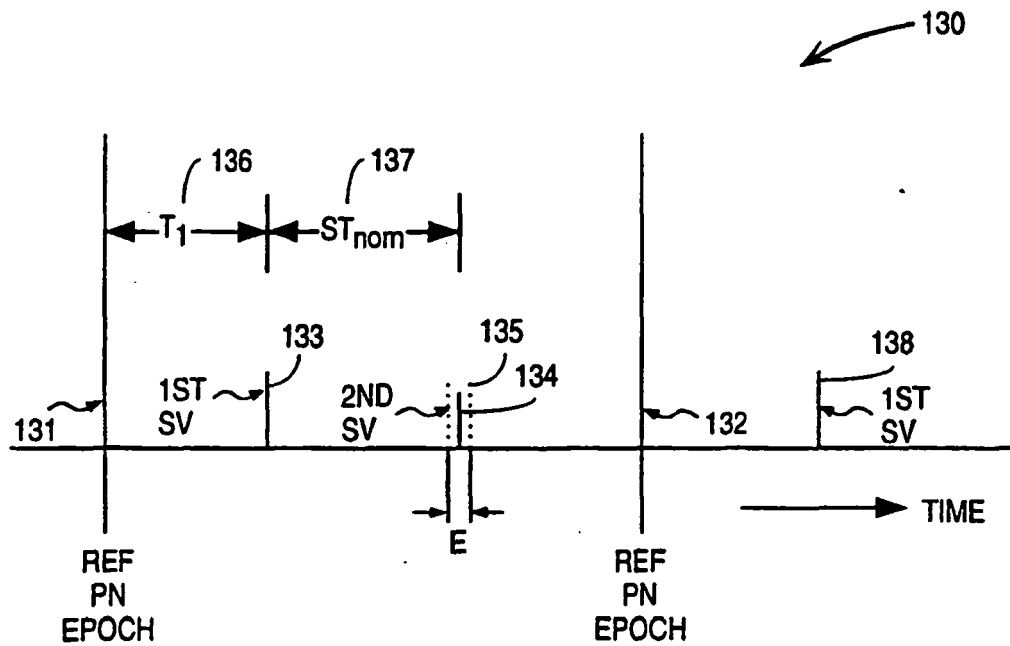 130
136
137
T1
STnom
133
135
134
138
1ST
SV
2ND
SV
1ST
SV
131
132
TIME
E
REF
PN
EPOCH
REF
PN
EPOCH